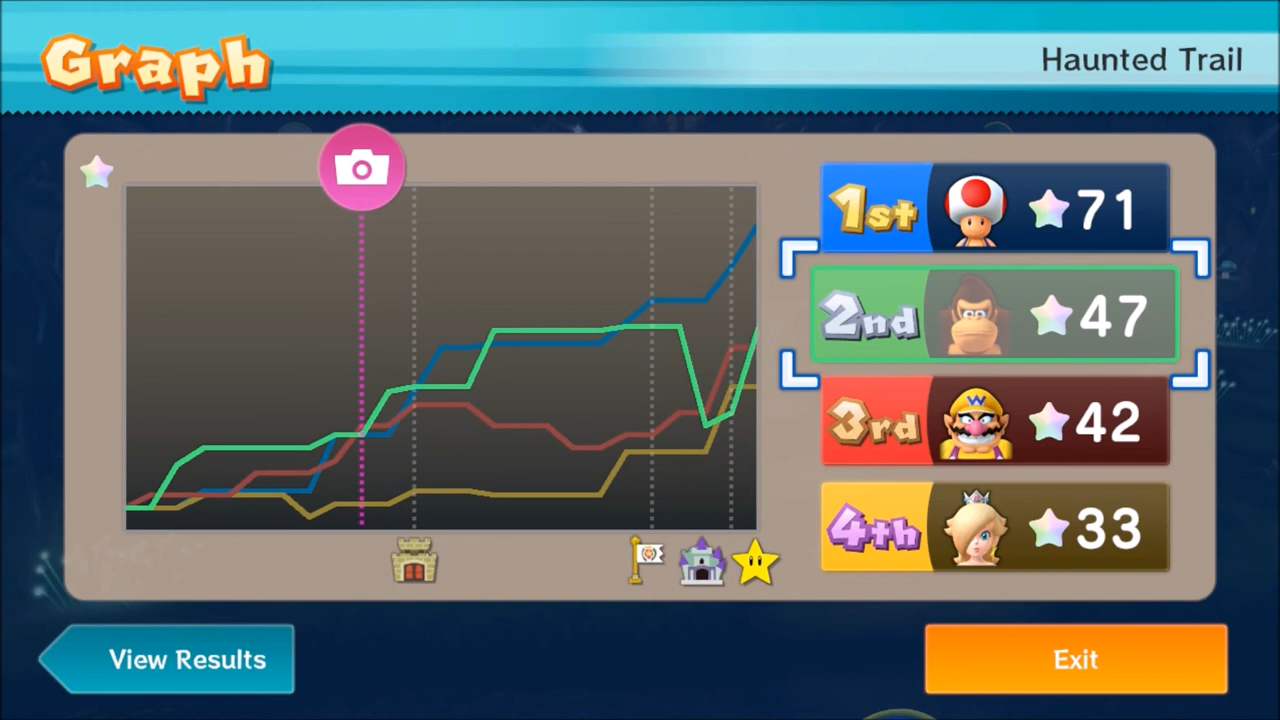 Graph
Haunted Trail
1st 71
2nd 47
3rd W 42
4th 33
View Results
Exit